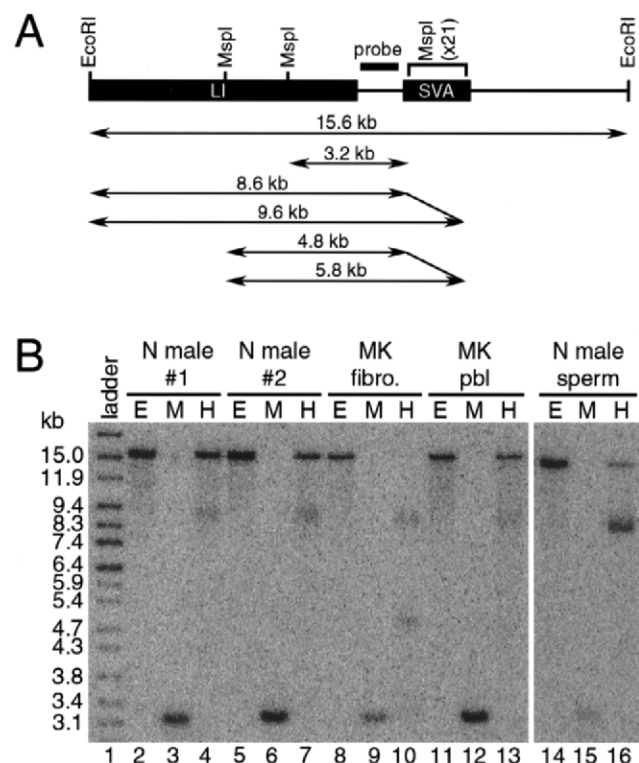 A
EcoRI MspI MspI probe MspI (x21) EcoRI
LI SVA
15.6 kb
3.2 kb
8.6 kb
9.6 kb
4.8 kb
5.8 kb
B
ladder
N male #1
N male #2
MK fibro.
MK pbl
N male sperm
kb
E M H E M H E M H E M H E M H
15.0
11.9
9.4
8.3
7.4
6.4
5.9
5.4
4.7
4.3
3.8
3.4
3.1
1 2 3 4 5 6 7 8 9 10 11 12 13 14 15 16